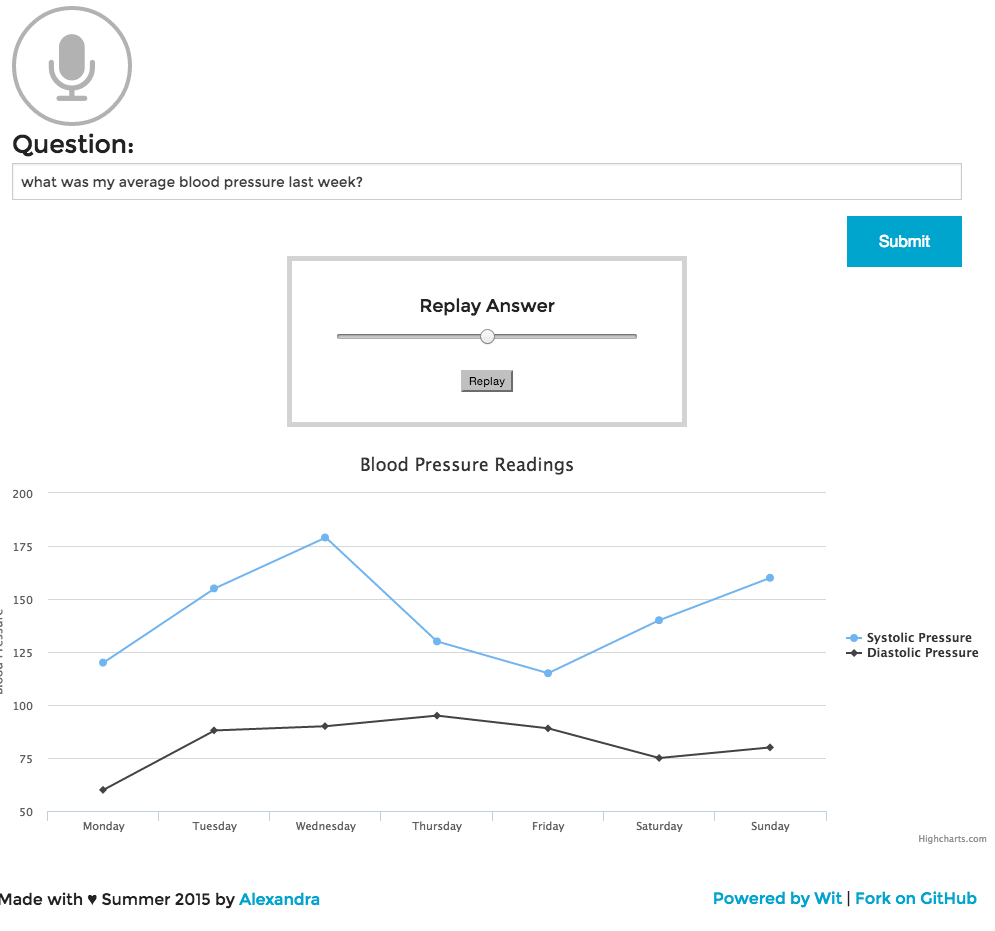 Question:
what was my average blood pressure last week?
Submit
Replay Answer
Replay
Blood Pressure Readings
200
175
150
125
100
75
50
Monday Tuesday Wednesday Thursday Friday Saturday Sunday
Systolic Pressure
Diastolic Pressure
Highcharts.com
Made with ♥ Summer 2015 by Alexandra
Powered by Wit | Fork on GitHub